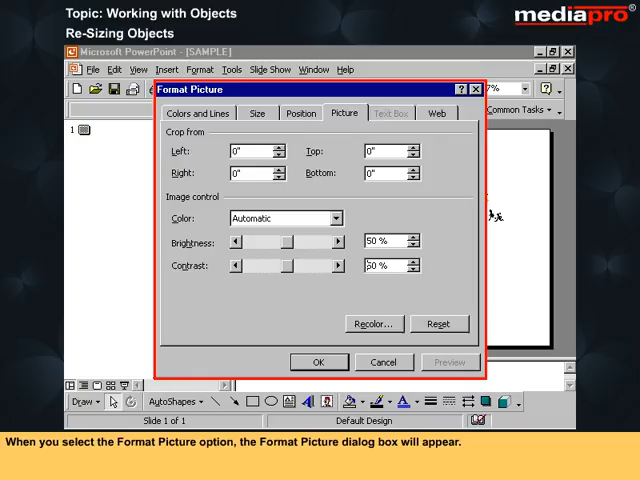 Topic: Working with Objects
mediapro®
Re-Sizing Objects
Microsoft PowerPoint - [SAMPLE]
File Edit View Insert Format Tools Slide Show Window Help
Format Picture
7%
Colors and Lines Size Position Picture Text Box Web
Common Tasks
1
Crop from
Left: 0" Top: 0"
Right: 0" Bottom: 0"
Image control
Color: Automatic
Brightness: 50 %
Contrast: 50 %
Recolor... Reset
OK Cancel Preview
Draw AutoShapes
Slide 1 of 1 Default Design
When you select the Format Picture option, the Format Picture dialog box will appear.